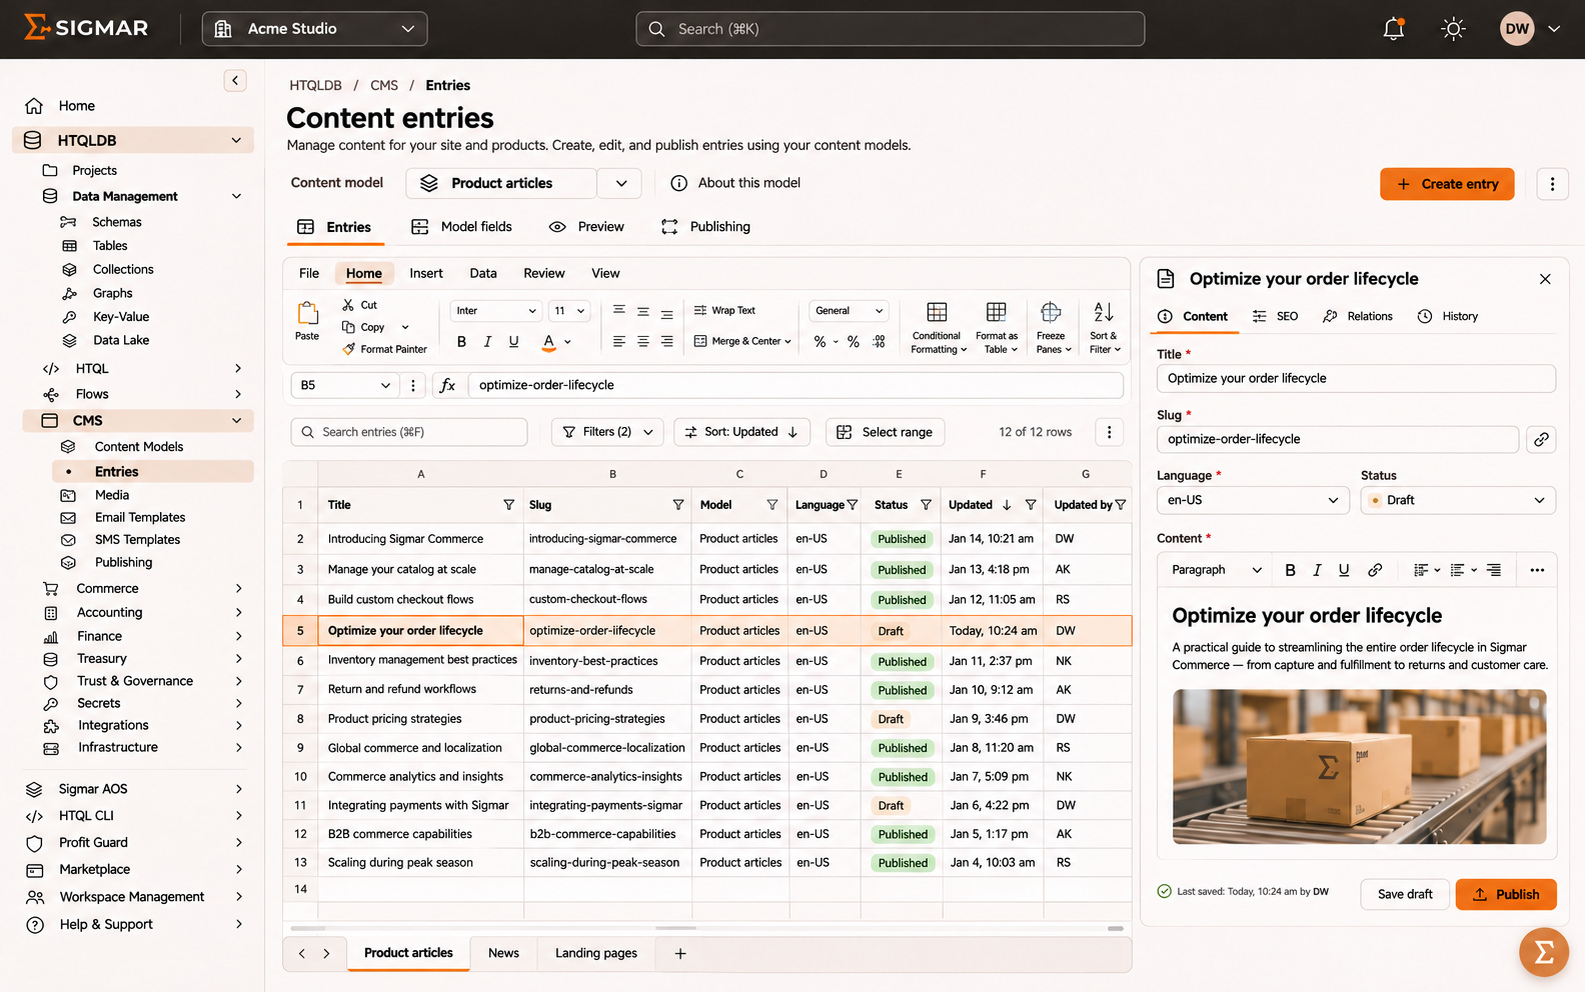 SIGMAR
Acme Studio
Search (⌘K)
DW
Home
HTQLDB
Projects
Data Management
Schemas
Tables
Collections
Graphs
Key-Value
Data Lake
HTQL
Flows
CMS
Content Models
Entries
Media
Email Templates
SMS Templates
Publishing
Commerce
Accounting
Finance
Treasury
Trust & Governance
Secrets
Integrations
Infrastructure
Sigmar AOS
HTQL CLI
Profit Guard
Marketplace
Workspace Management
Help & Support
HTQLDB / CMS / Entries
Content entries
Manage content for your site and products. Create, edit, and publish entries using your content models.
Content model Product articles About this model
+ Create entry
Entries Model fields Preview Publishing
File Home Insert Data Review View
Paste
Cut
Copy
Format Painter
Inter 11
B I U A
Wrap Text
Merge & Center
General
% %
Conditional Formatting
Format as Table
Freeze Panes
Sort & Filter
B5 fx optimize-order-lifecycle
Search entries (⌘F) Filters (2) Sort: Updated ↓ Select range 12 of 12 rows
A B C D E F G
1 Title Slug Model Language Status Updated ↓ Updated by
2 Introducing Sigmar Commerce introducing-sigmar-commerce Product articles en-US Published Jan 14, 10:21 am DW
3 Manage your catalog at scale manage-catalog-at-scale Product articles en-US Published Jan 13, 4:18 pm AK
4 Build custom checkout flows custom-checkout-flows Product articles en-US Published Jan 12, 11:05 am RS
5 Optimize your order lifecycle optimize-order-lifecycle Product articles en-US Draft Today, 10:24 am DW
6 Inventory management best practices inventory-best-practices Product articles en-US Published Jan 11, 2:37 pm NK
7 Return and refund workflows returns-and-refunds Product articles en-US Published Jan 10, 9:12 am AK
8 Product pricing strategies product-pricing-strategies Product articles en-US Draft Jan 9, 3:46 pm DW
9 Global commerce and localization global-commerce-localization Product articles en-US Published Jan 8, 11:20 am RS
10 Commerce analytics and insights commerce-analytics-insights Product articles en-US Published Jan 7, 5:09 pm NK
11 Integrating payments with Sigmar integrating-payments-sigmar Product articles en-US Draft Jan 6, 4:22 pm DW
12 B2B commerce capabilities b2b-commerce-capabilities Product articles en-US Published Jan 5, 1:17 pm AK
13 Scaling during peak season scaling-during-peak-season Product articles en-US Published Jan 4, 10:03 am RS
14
Product articles News Landing pages +
Optimize your order lifecycle
Content SEO Relations History
Title *
Optimize your order lifecycle
Slug *
optimize-order-lifecycle
Language * Status
en-US Draft
Content *
Paragraph B I U
Optimize your order lifecycle
A practical guide to streamlining the entire order lifecycle in Sigmar
Commerce — from capture and fulfillment to returns and customer care.
Σ
Last saved: Today, 10:24 am by DW
Save draft Publish
Σ